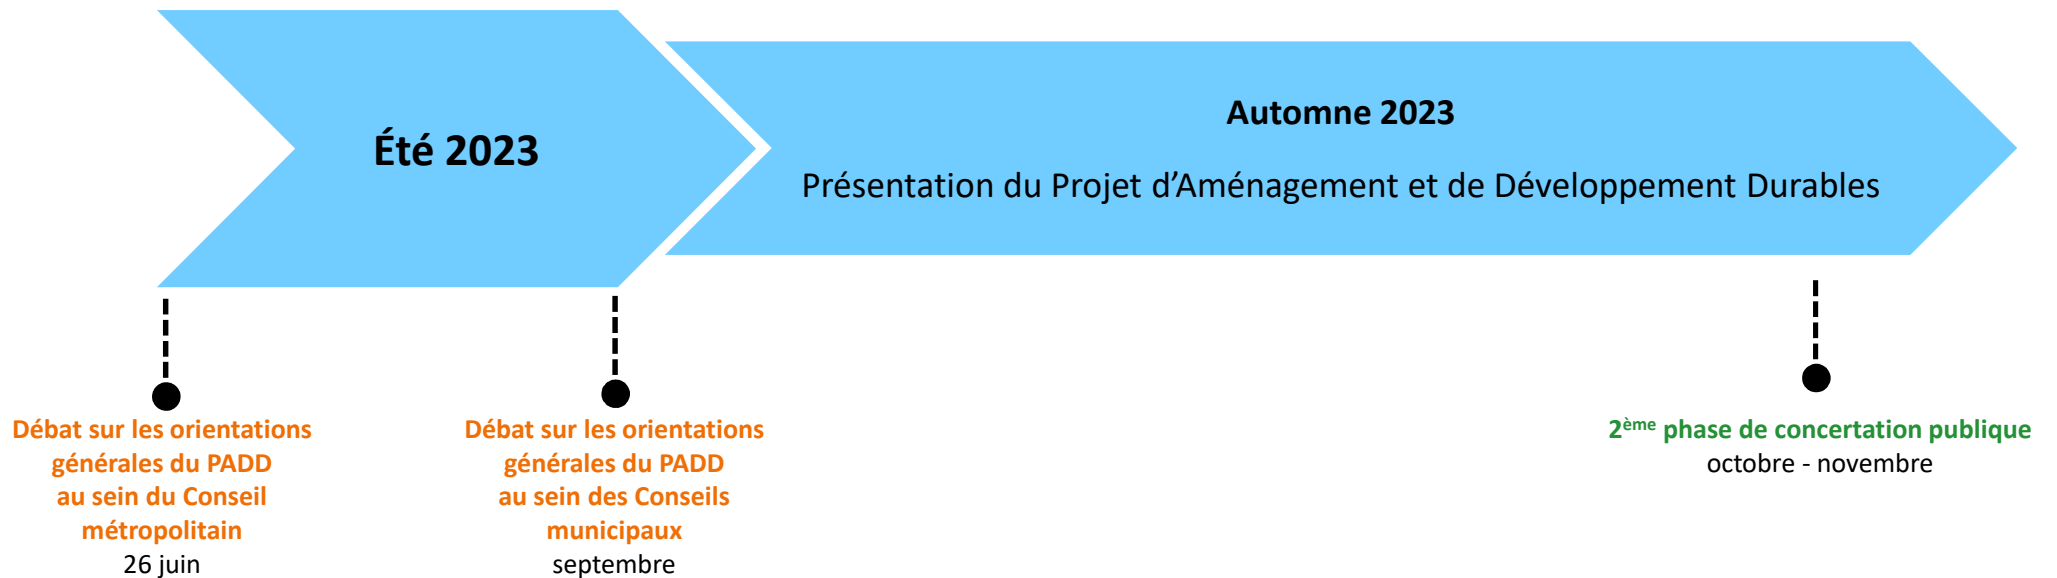 Été 2023
Automne 2023
Présentation du Projet d’Aménagement et de Développement Durables
Débat sur les orientations
générales du PADD
au sein du Conseil
métropolitain
26 juin
Débat sur les orientations
générales du PADD
au sein des Conseils
municipaux
septembre
2ème phase de concertation publique
octobre - novembre